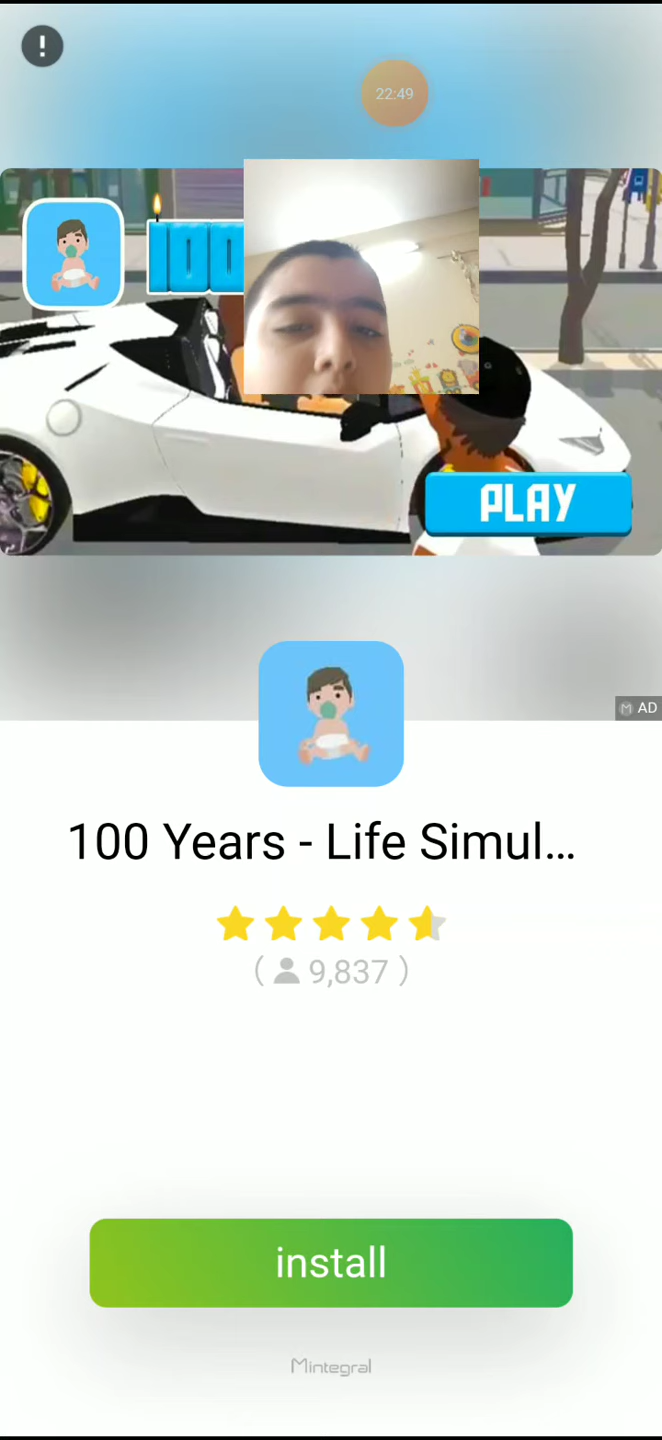 !
22:49
100
PLAY
M AD
100 Years - Life Simul...
( 9,837 )
install
Mintegral